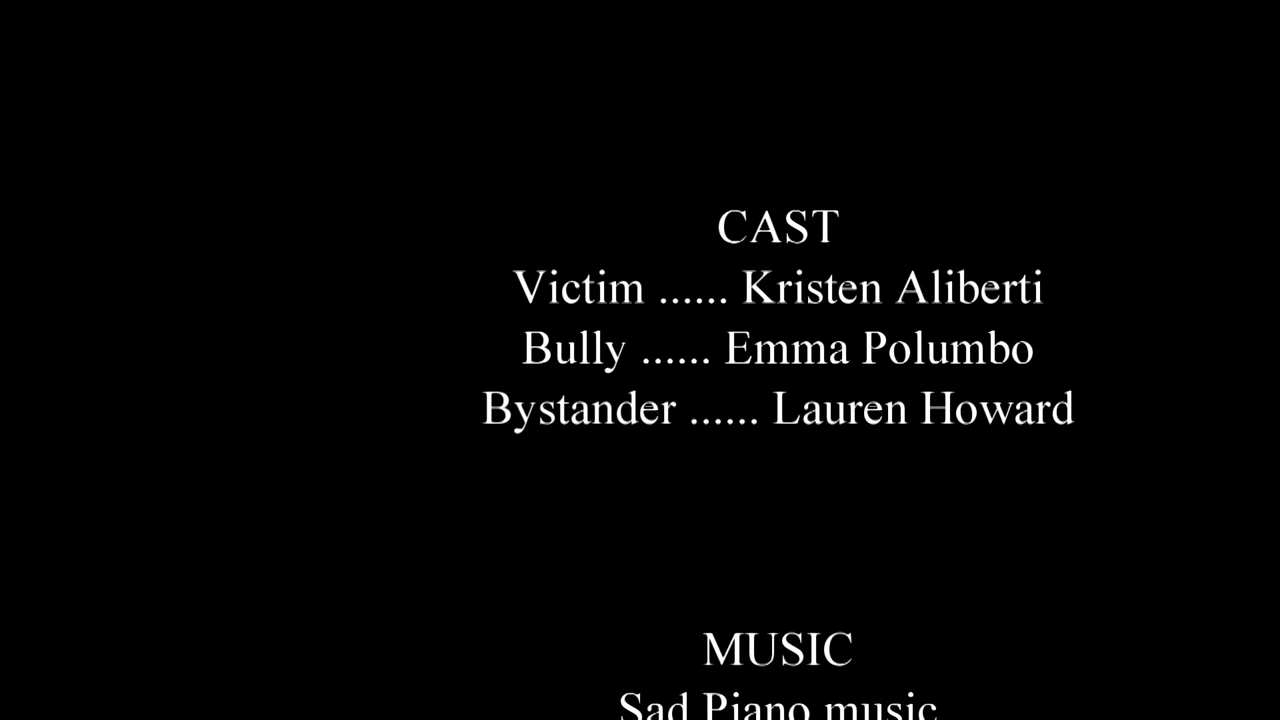 CAST
Victim ...... Kristen Aliberti
Bully ...... Emma Polumbo
Bystander ...... Lauren Howard
MUSIC
Sad Piano music